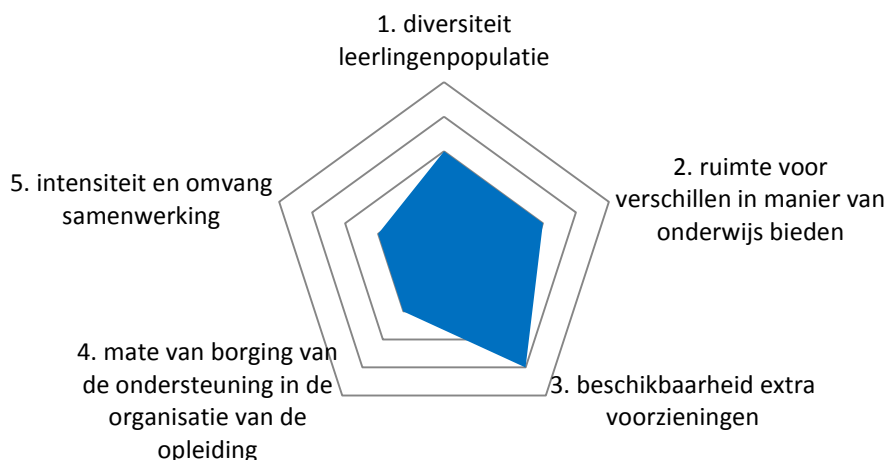 1. diversiteit
leerlingenpopulatie
2. ruimte voor
verschillen in manier van
onderwijs bieden
3. beschikbaarheid extra
voorzieningen
4. mate van borging van
de ondersteuning in de
organisatie van de
opleiding
5. intensiteit en omvang
samenwerking